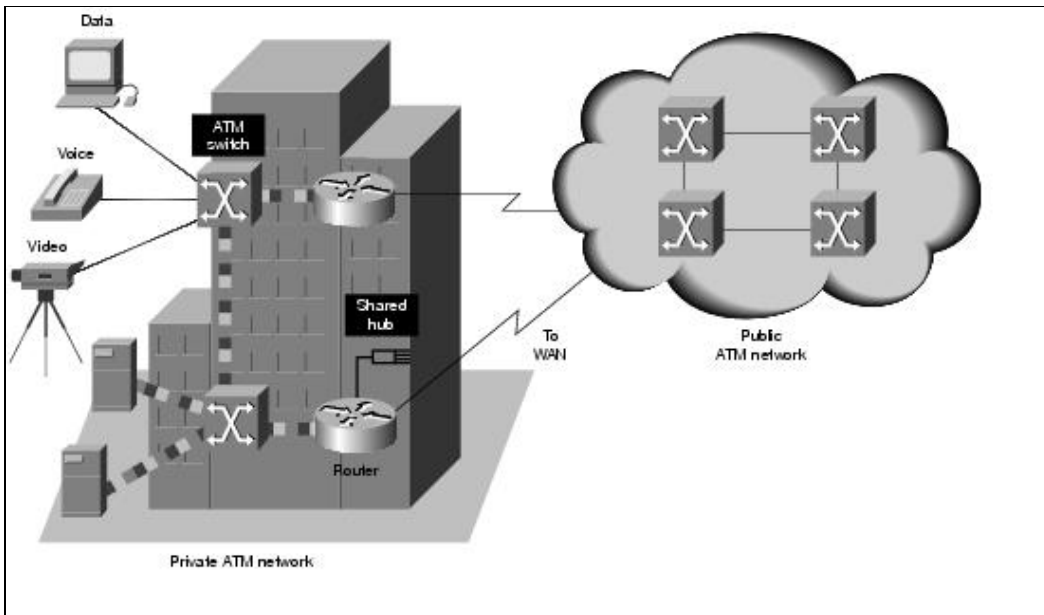 Data
ATM
switch
Voice
Video
Shared
hub
To
WAN
Public
ATM network
Router
Private ATM network